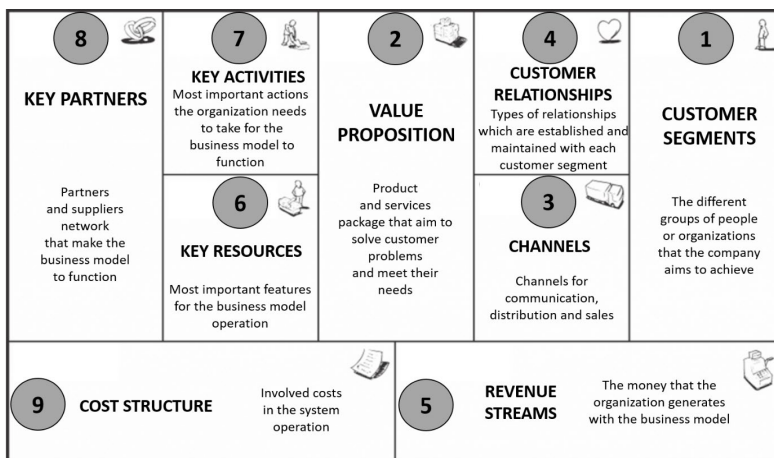 8
KEY PARTNERS
Partners
and suppliers
network
that make the
business model
to function
7
KEY ACTIVITIES
Most important actions
the organization needs
to take for the
business model to
function
6
KEY RESOURCES
Most important features
for the business model
operation
2
VALUE
PROPOSITION
Product
and services
package that aim to
solve customer
problems
and meet their
needs
4
CUSTOMER
RELATIONSHIPS
Types of relationships
which are established and
maintained with each
customer segment
3
CHANNELS
Channels for
communication,
distribution and sales
1
CUSTOMER
SEGMENTS
The different
groups of people
or organizations
that the company
aims to achieve
9
COST STRUCTURE
Involved costs
in the system
operation
5
REVENUE
STREAMS
The money that the
organization generates
with the business model